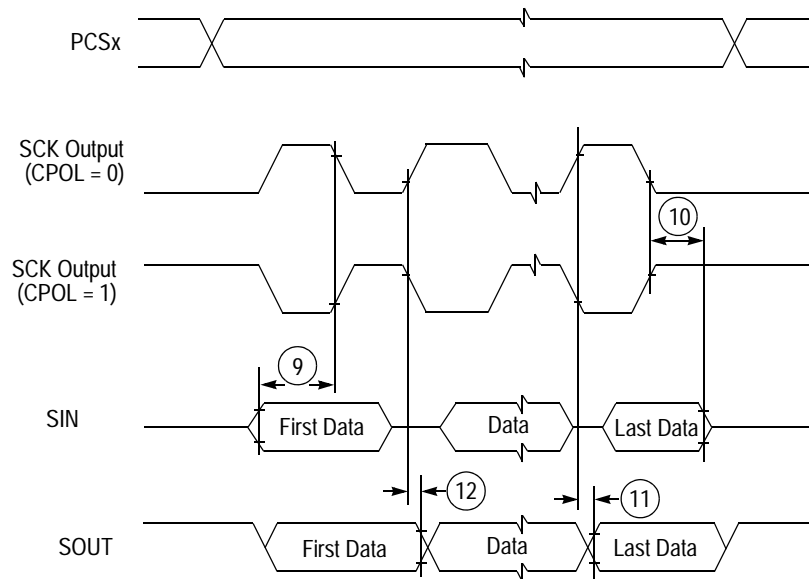 PCSx
SCK Output
(CPOL = 0)
10
SCK Output
(CPOL = 1)
9
SIN
First Data
Data
Last Data
12
11
SOUT
First Data
Data
Last Data